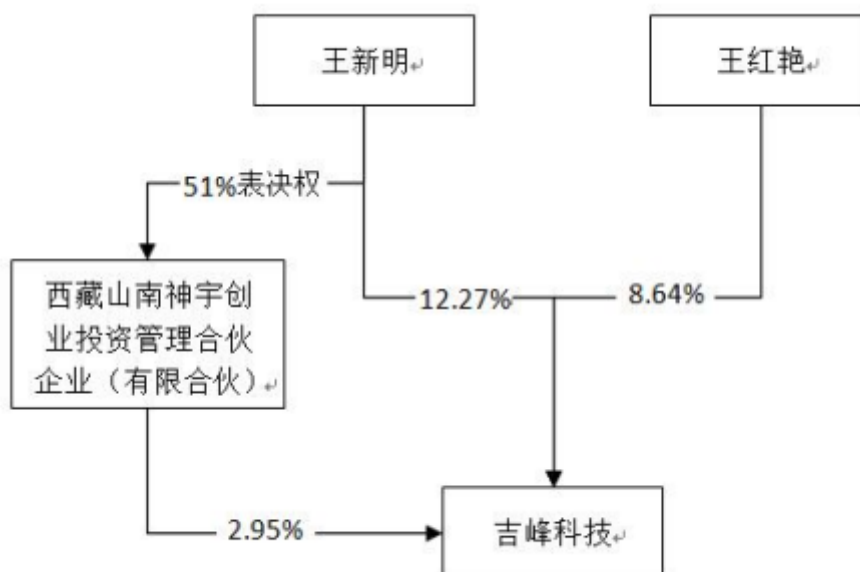 王新明
王红艳
51%表决权
西藏山南神宇创
业投资管理合伙
企业（有限合伙）
12.27%
8.64%
2.95%
吉峰科技